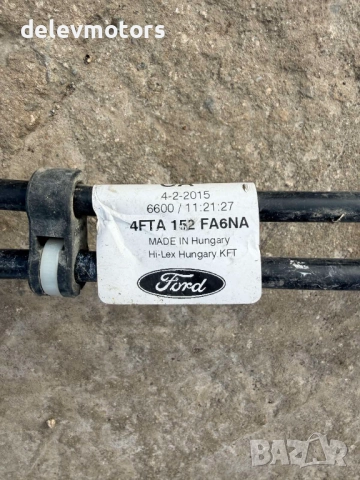 delevmotors
4-2-2015
6600 / 11:21:27
4FTA 152 FA6NA
MADE IN Hungary
Hi-Lex Hungary KFT
Ford
BAZAR